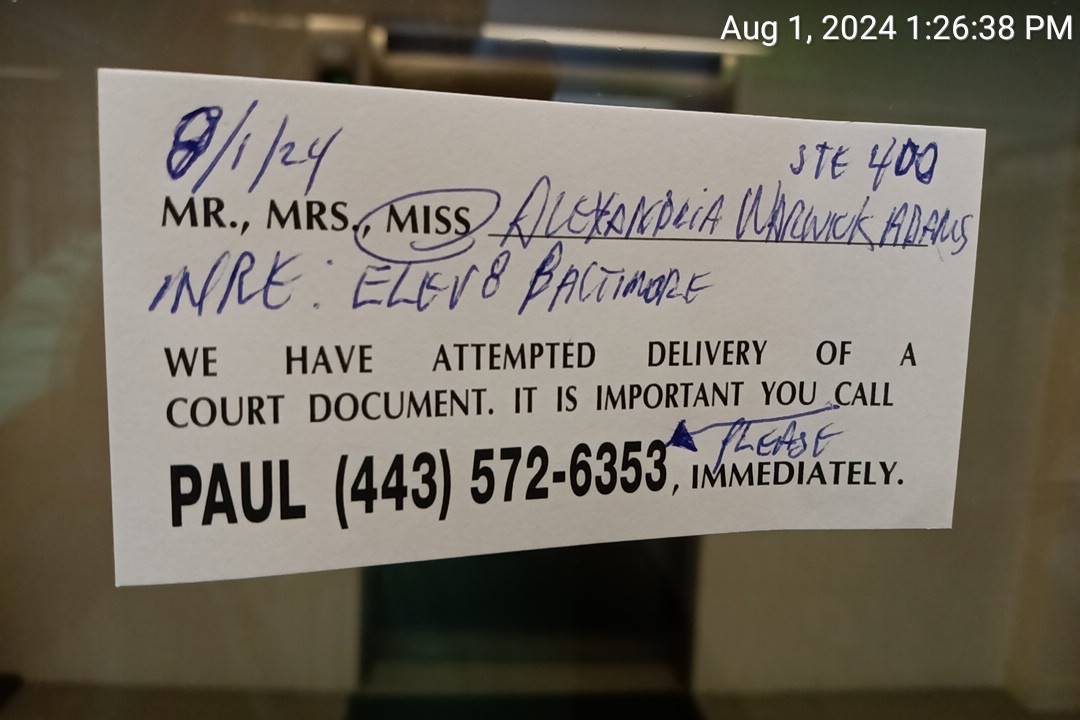 Aug 1, 2024 1:26:38 PM
8/1/24 STE 400
MR., MRS., MISS ALEXANDRIA WARWICK ADAMS
IN/RE: ELEV8 BALTIMORE
WE HAVE ATTEMPTED DELIVERY OF A
COURT DOCUMENT. IT IS IMPORTANT YOU CALL
PLEASE
PAUL (443) 572-6353, IMMEDIATELY.